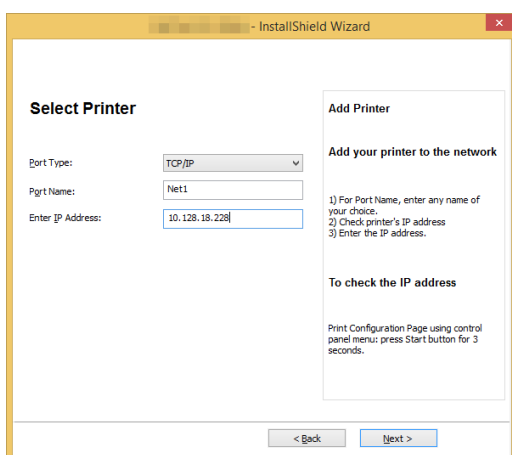 - InstallShield Wizard
Select Printer
Port Type:
TCP/IP
Port Name:
Net1
Enter IP Address:
10.128.18.228
Add Printer
Add your printer to the network
1) For Port Name, enter any name of
your choice.
2) Check printer's IP address
3) Enter the IP address.
To check the IP address
Print Configuration Page using control
panel menu: press Start button for 3
seconds.
< Back
Next >